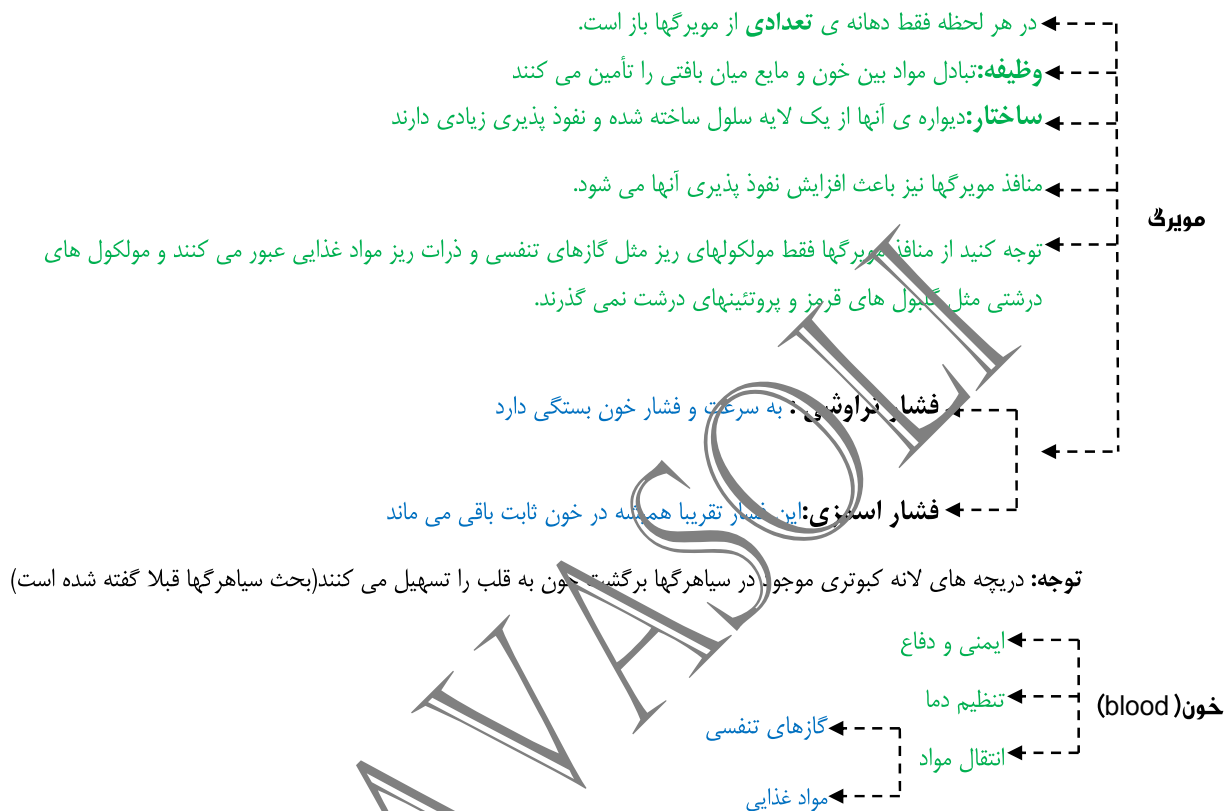 در هر لحظه فقط دهانه ی تعدادی از مویرگها باز است.
وظیفه:تبادل مواد بین خون و مایع میان بافتی را تأمین می کنند
ساختار:دیواره ی آنها از یک لایه سلول ساخته شده و نفوذ پذیری زیادی دارند
منافذ مویرگها نیز باعث افزایش نفوذ پذیری آنها می شود.
مویرگ
توجه کنید از منافذ مویرگها فقط مولکولهای ریز مثل گازهای تنفسی و ذرات ریز مواد غذایی عبور می کنند و مولکول های
درشتی مثل گلبول های قرمز و پروتئینهای درشت نمی گذرند.
فشار تراوشی : به سرعت و فشار خون بستگی دارد
فشار اسمزی:این فشار تقریبا همیشه در خون ثابت باقی می ماند
توجه: دریچه های لانه کبوتری موجود در سیاهرگها برگشت خون به قلب را تسهیل می کنند(بحث سیاهرگها قبلا گفته شده است)
خون( blood)
ایمنی و دفاع
تنظیم دما
انتقال مواد
گازهای تنفسی
مواد غذایی
AVASOLI